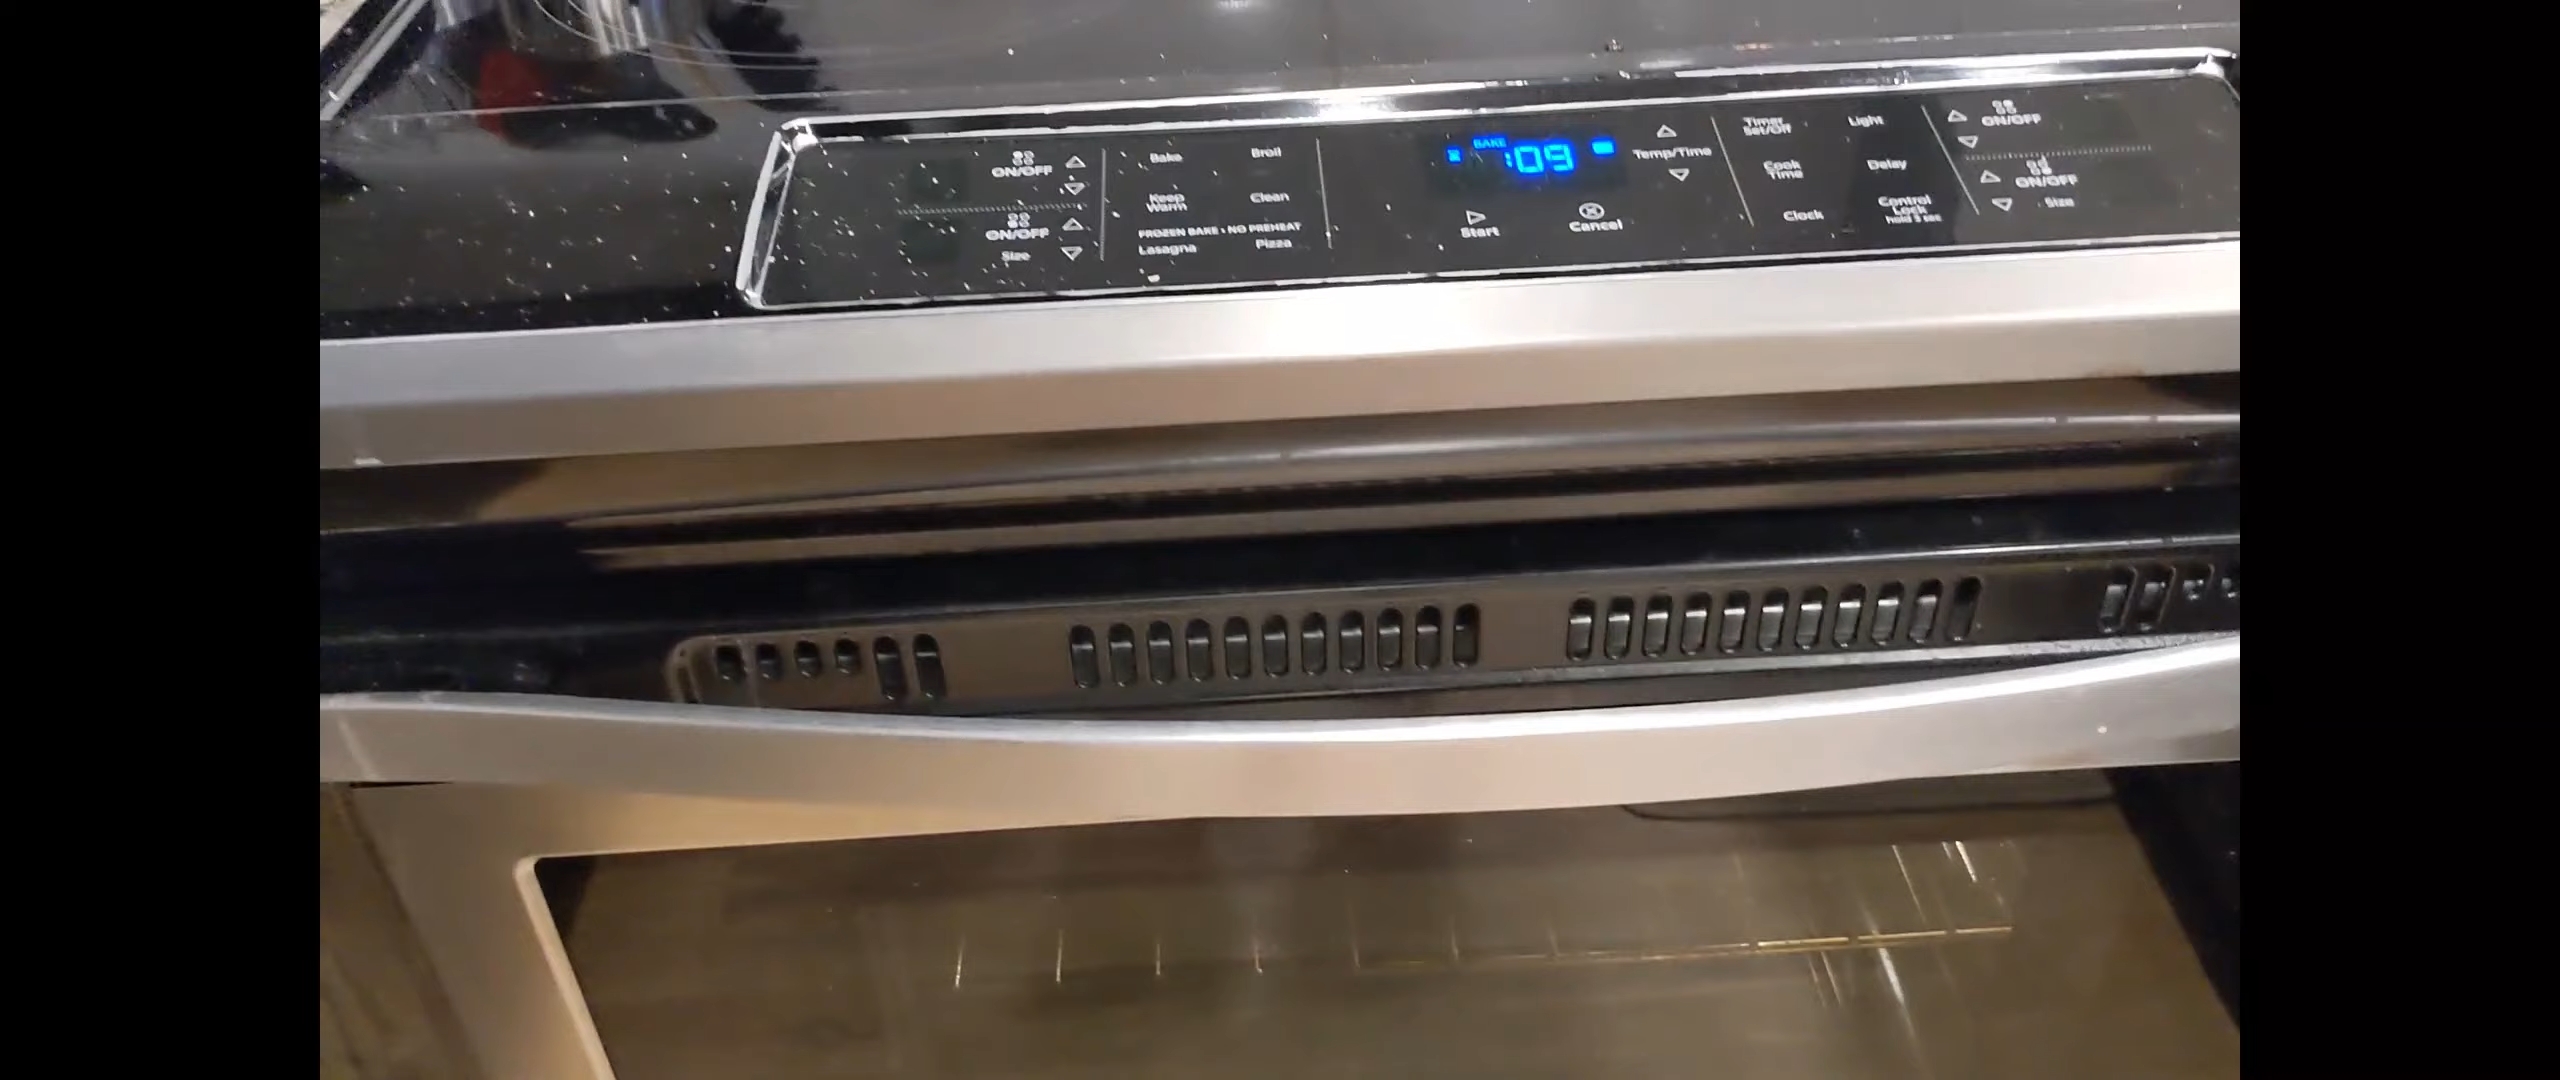 ON/OFF
ON/OFF
Size
Bake
Broil
Keep
Warm
Clean
FROZEN BAKE • NO PREHEAT
Lasagna
Pizza
BAKE
:09
Start
Cancel
Temp/Time
Timer
Set/Off
Light
Cook
Time
Delay
Clock
Control
Lock
hold 3 sec
ON/OFF
ON/OFF
Size